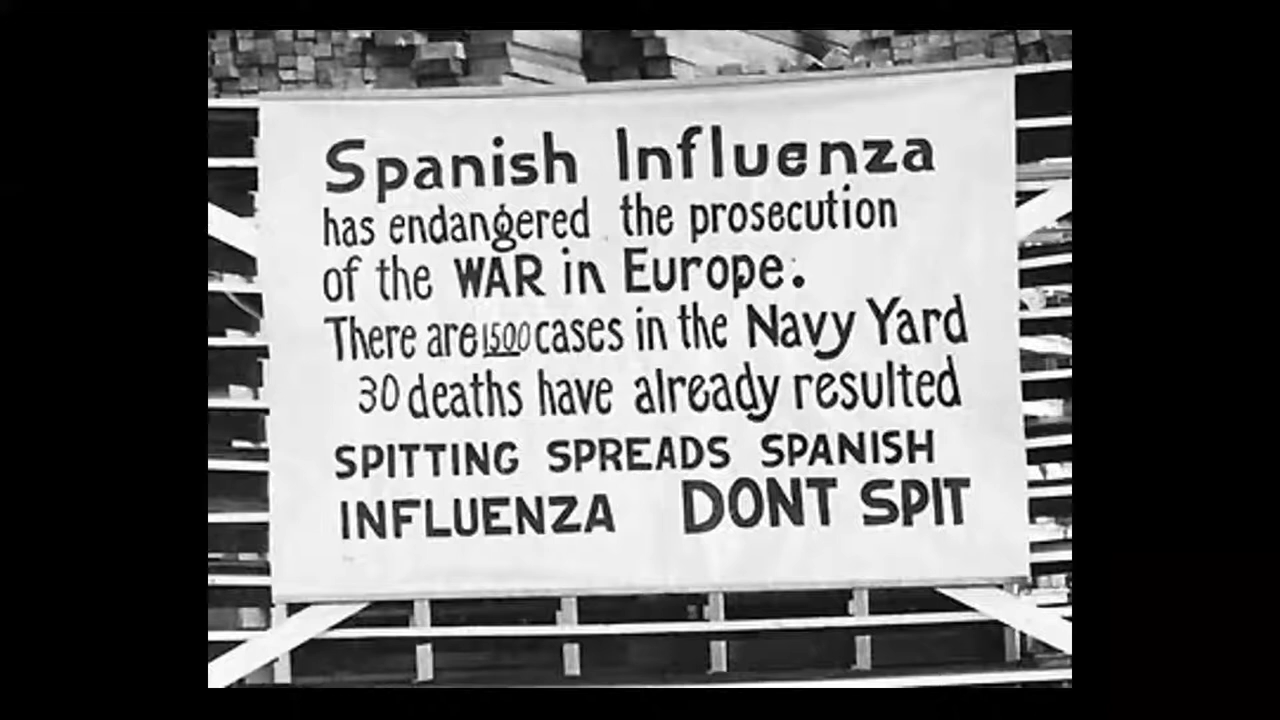 Spanish Influenza
has endangered the prosecution
of the WAR in Europe.
There are 1500 cases in the Navy Yard
30 deaths have already resulted
SPITTING SPREADS SPANISH
INFLUENZA DONT SPIT